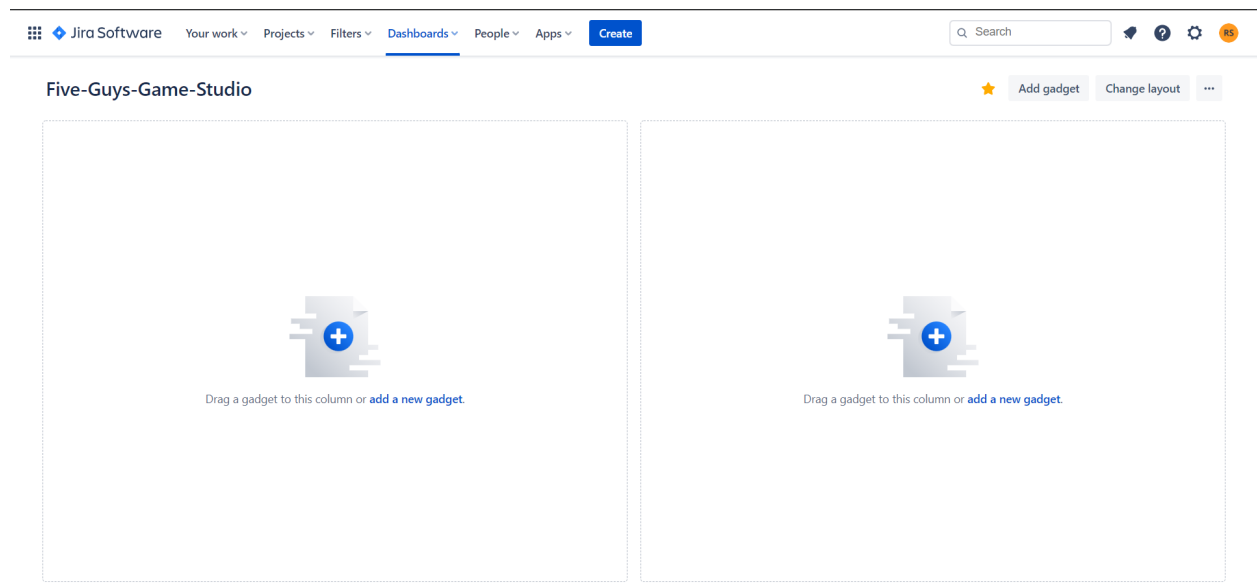 Jira Software Your work Projects Filters Dashboards People Apps Create Search RS
Five-Guys-Game-Studio Add gadget Change layout
Drag a gadget to this column or add a new gadget.
Drag a gadget to this column or add a new gadget.